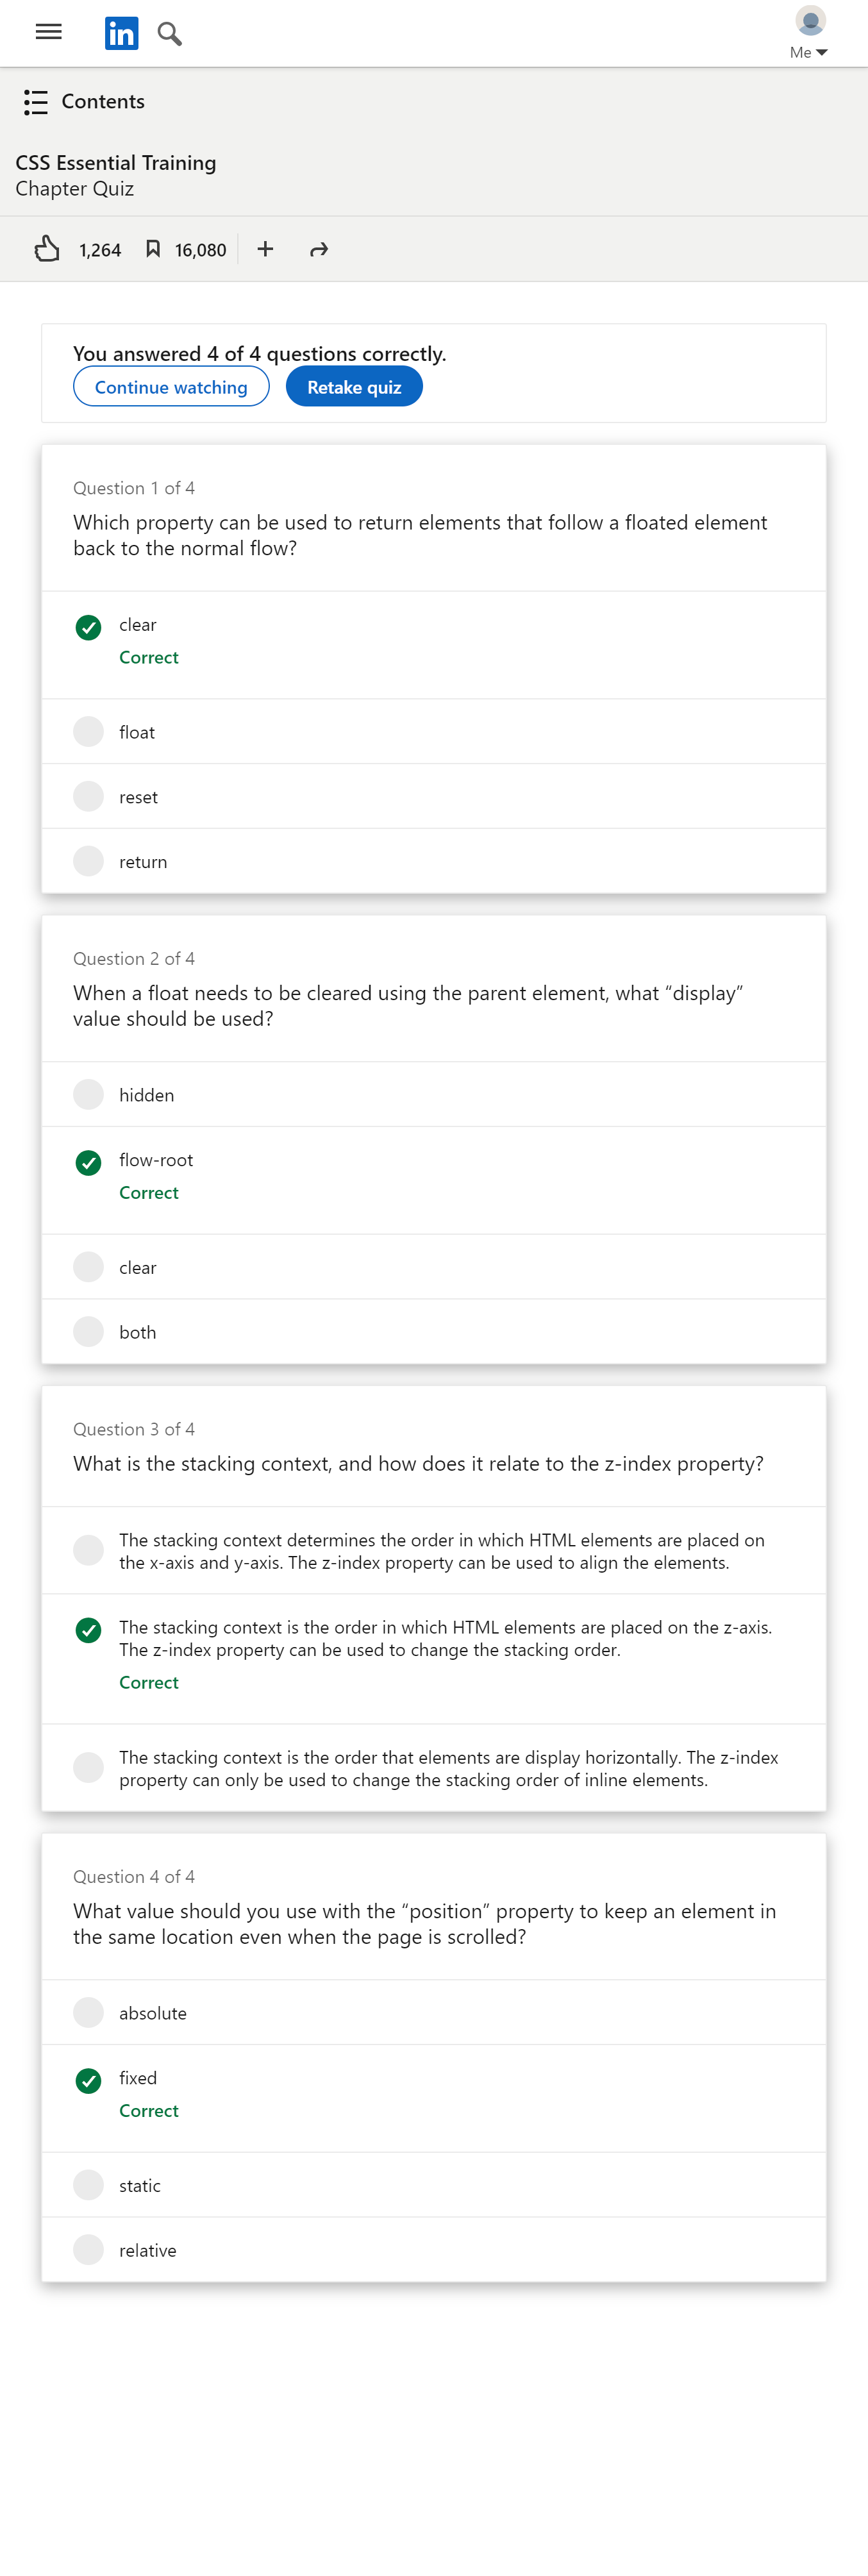 in
Me
Contents
CSS Essential Training
Chapter Quiz
1,264 16,080
You answered 4 of 4 questions correctly.
Continue watching Retake quiz
Question 1 of 4
Which property can be used to return elements that follow a floated element
back to the normal flow?
clear
Correct
float
reset
return
Question 2 of 4
When a float needs to be cleared using the parent element, what “display”
value should be used?
hidden
flow-root
Correct
clear
both
Question 3 of 4
What is the stacking context, and how does it relate to the z-index property?
The stacking context determines the order in which HTML elements are placed on
the x-axis and y-axis. The z-index property can be used to align the elements.
The stacking context is the order in which HTML elements are placed on the z-axis.
The z-index property can be used to change the stacking order.
Correct
The stacking context is the order that elements are display horizontally. The z-index
property can only be used to change the stacking order of inline elements.
Question 4 of 4
What value should you use with the “position” property to keep an element in
the same location even when the page is scrolled?
absolute
fixed
Correct
static
relative